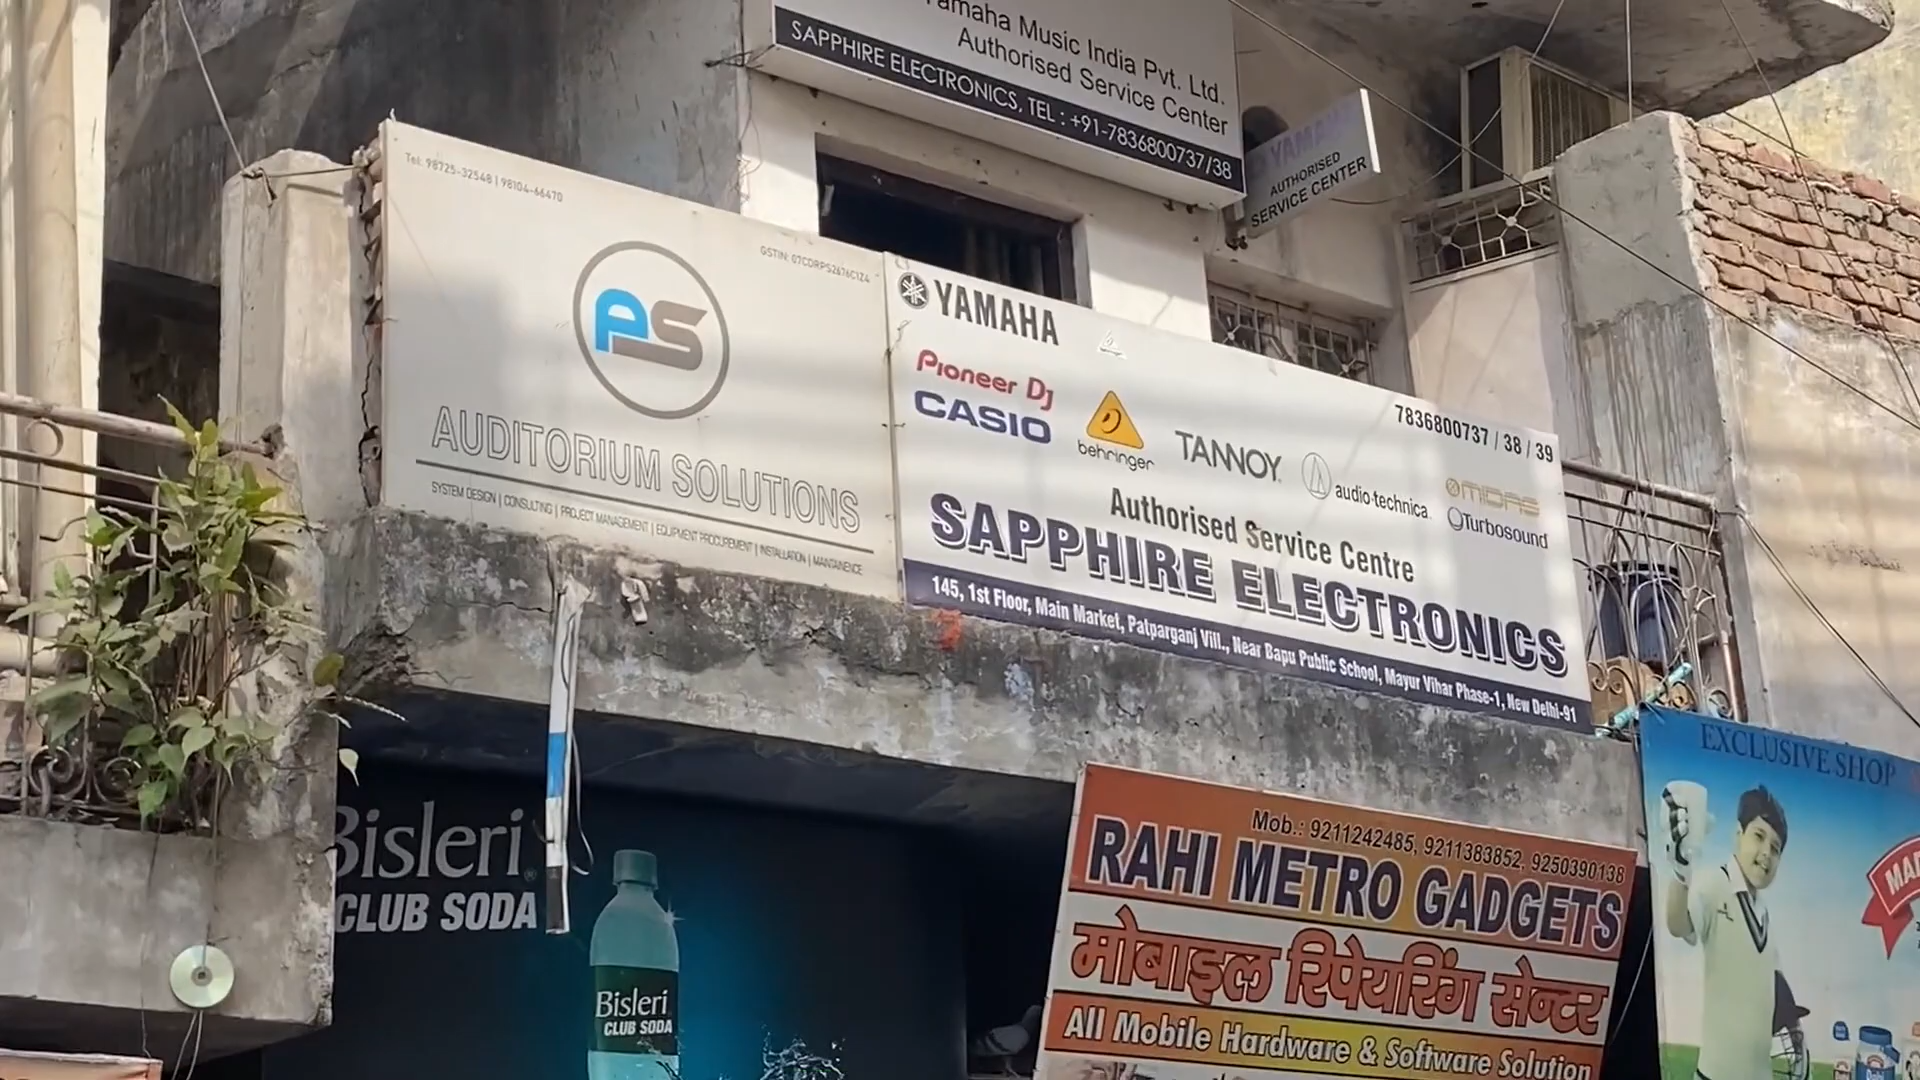 Yamaha Music India Pvt. Ltd.
Authorised Service Center
SAPPHIRE ELECTRONICS, TEL : +91-7836800737/38
YAMAHA
AUTHORISED
SERVICE CENTER
Tel: 98725-32548 | 98104-66470
PS
AUDITORIUM SOLUTIONS
SYSTEM DESIGN | CONSULTING | PROJECT MANAGEMENT | EQUIPMENT PROCUREMENT | INSTALLATION | MAINTAINENCE
YAMAHA
Pioneer Dj
CASIO
behringer
TANNOY
audio-technica
MIDAS
Turbosound
7836800737 / 38 / 39
Authorised Service Centre
SAPPHIRE ELECTRONICS
145, 1st Floor, Main Market, Patparganj Vill., Near Bapu Public School, Mayur Vihar Phase-1, New Delhi-91
Bisleri
CLUB SODA
Bisleri
CLUB SODA
Mob.: 9211242485, 9211383852, 9250390138
RAHI METRO GADGETS
मोबाइल रिपेयरिंग सेन्टर
All Mobile Hardware & Software Solution
EXCLUSIVE SHOP